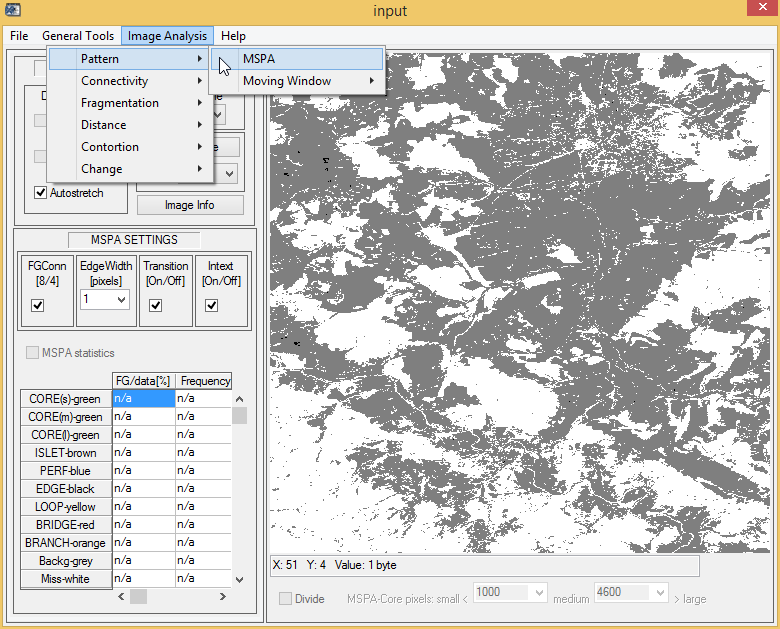 input
File General Tools Image Analysis Help
Pattern
Connectivity
Fragmentation
Distance
Contortion
Change
MSPA
Moving Window
Autostretch
Image Info
MSPA SETTINGS
FGConn
[8/4]
EdgeWidth
[pixels]
1
Transition
[On/Off]
Intext
[On/Off]
MSPA statistics
FG/data[%] Frequency
CORE(s)-green n/a n/a
CORE(m)-green n/a n/a
CORE(l)-green n/a n/a
ISLET-brown n/a n/a
PERF-blue n/a n/a
EDGE-black n/a n/a
LOOP-yellow n/a n/a
BRIDGE-red n/a n/a
BRANCH-orange n/a n/a
Backg-grey n/a n/a
Miss-white n/a n/a
X: 51 Y: 4 Value: 1 byte
Divide MSPA-Core pixels: small < 1000 medium 4600 > large